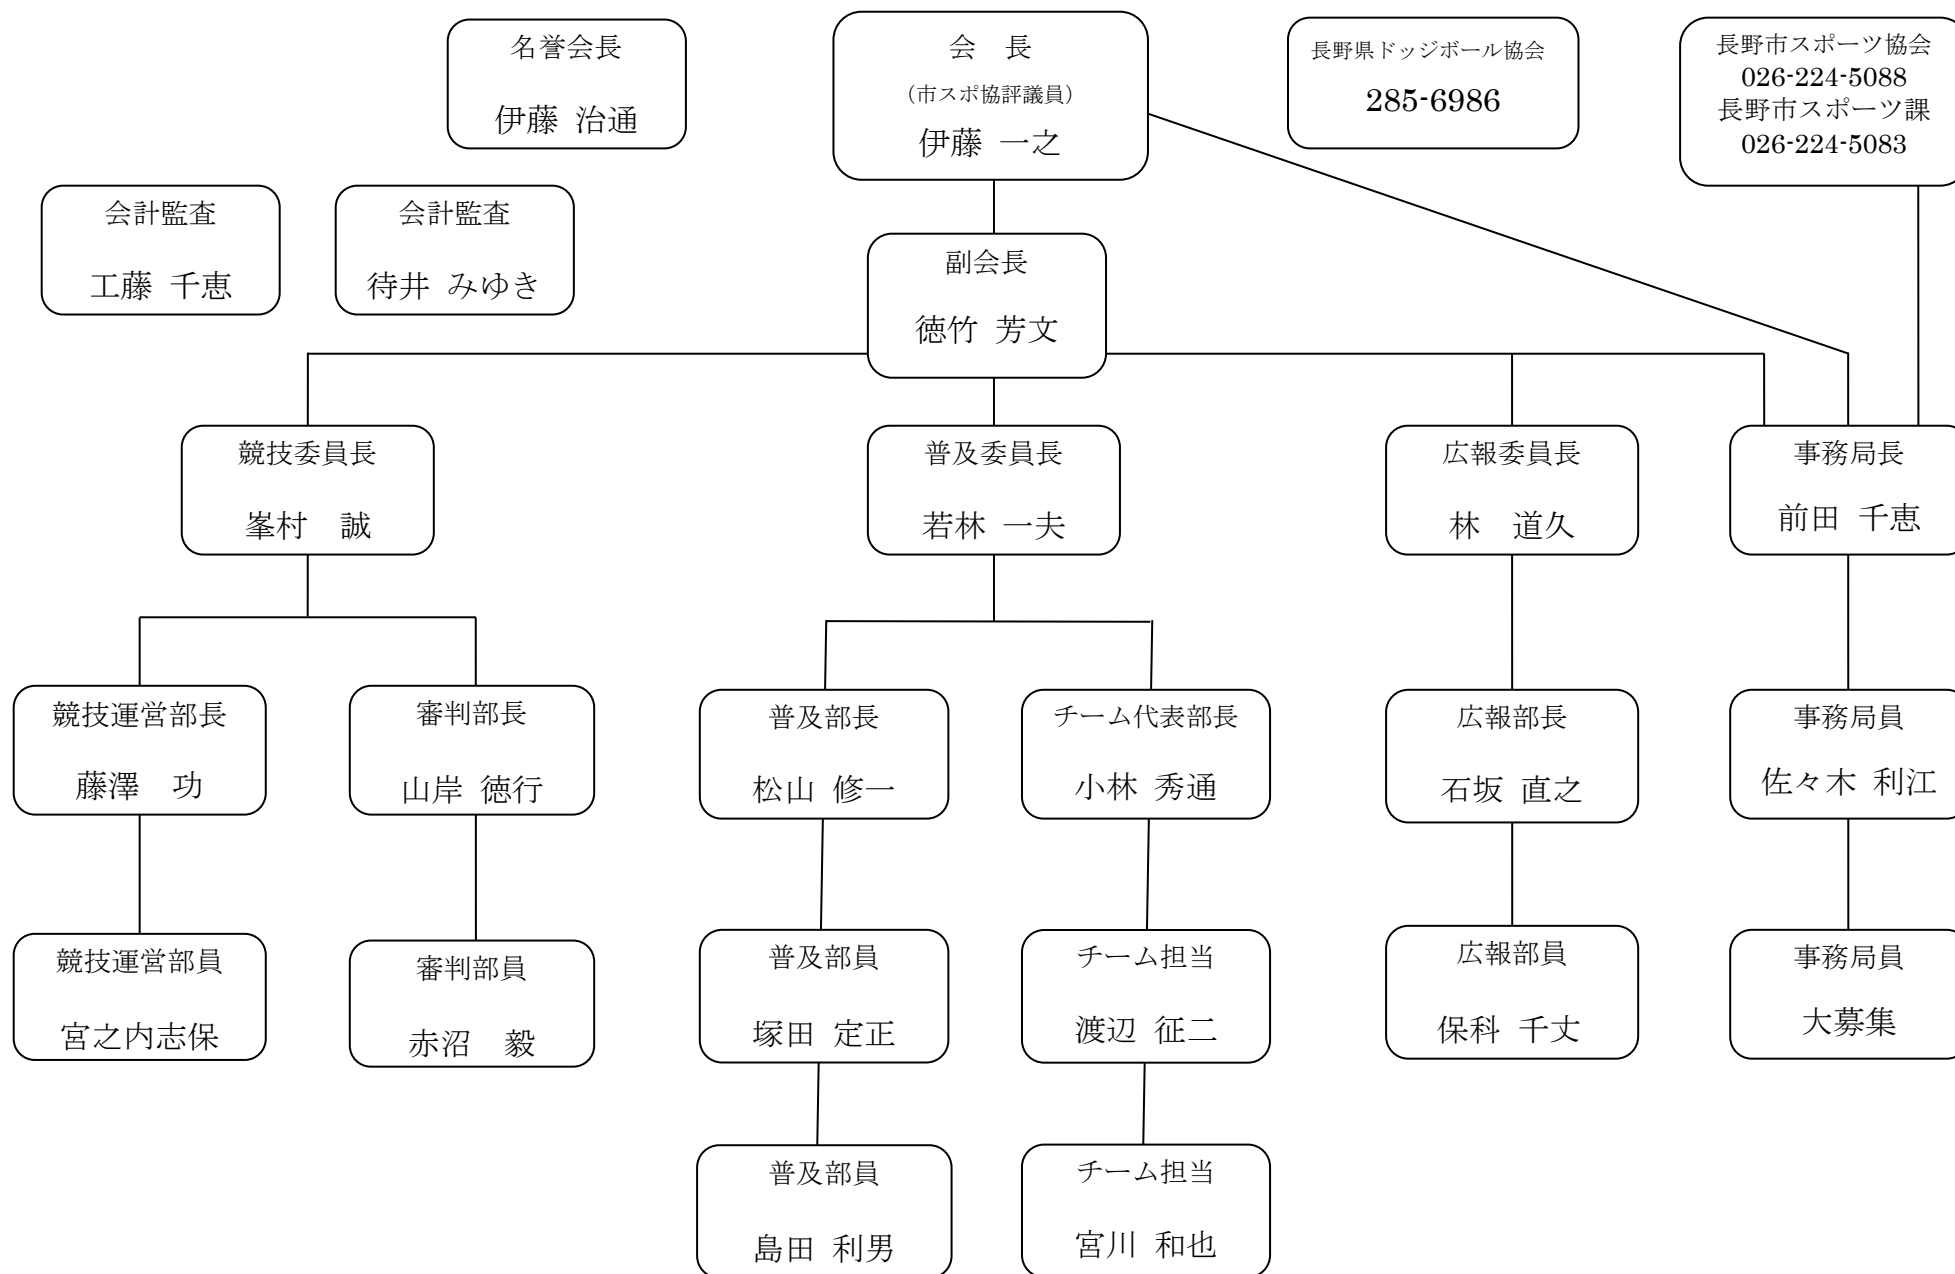 名誉会長
伊藤 治通
会　長
（市スポ協評議員）
伊藤 一之
長野県ドッジボール協会
285-6986
長野市スポーツ協会
026-224-5088
長野市スポーツ課
026-224-5083
会計監査
工藤 千恵
会計監査
待井 みゆき
副会長
徳竹 芳文
競技委員長
峯村　誠
普及委員長
若林 一夫
広報委員長
林　道久
事務局長
前田 千恵
競技運営部長
藤澤　功
審判部長
山岸 徳行
普及部長
松山 修一
チーム代表部長
小林 秀通
広報部長
石坂 直之
事務局員
佐々木 利江
競技運営部員
宮之内志保
審判部員
赤沼　毅
普及部員
塚田 定正
チーム担当
渡辺 征二
広報部員
保科 千丈
事務局員
大募集
普及部員
島田 利男
チーム担当
宮川 和也